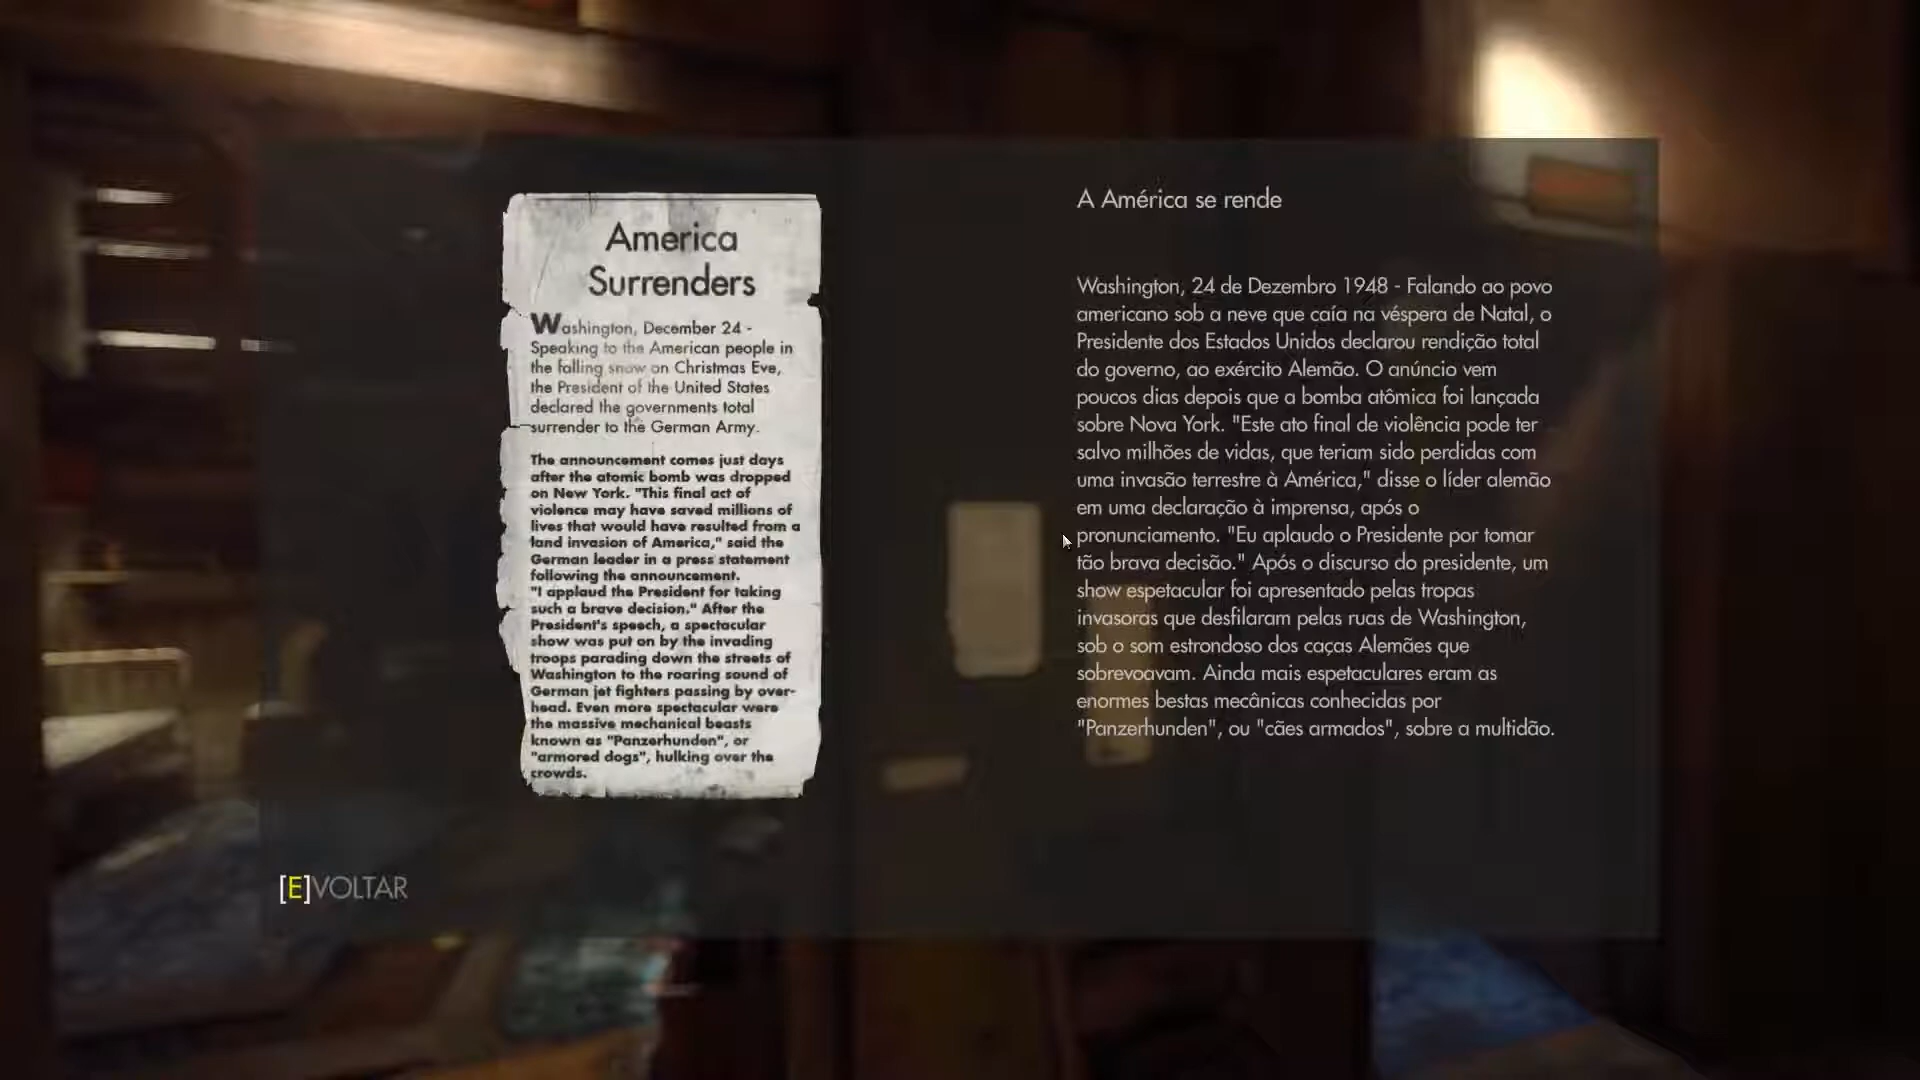 America
Surrenders
Washington, December 24 -
Speaking to the American people in
the falling snow on Christmas Eve,
the President of the United States
declared the governments total
surrender to the German Army.
The announcement comes just days
after the atomic bomb was dropped
on New York. "This final act of
violence may have saved millions of
lives that would have resulted from a
land invasion of America," said the
German leader in a press statement
following the announcement.
"I applaud the President for taking
such a brave decision." After the
President's speech, a spectacular
show was put on by the invading
troops parading down the streets of
Washington to the roaring sound of
German jet fighters passing by over-
head. Even more spectacular were
the massive mechanical beasts
known as "Panzerhunden", or
"armored dogs", hulking over the
crowds.
A América se rende
Washington, 24 de Dezembro 1948 - Falando ao povo
americano sob a neve que caía na véspera de Natal, o
Presidente dos Estados Unidos declarou rendição total
do governo, ao exército Alemão. O anúncio vem
poucos dias depois que a bomba atômica foi lançada
sobre Nova York. "Este ato final de violência pode ter
salvo milhões de vidas, que teriam sido perdidas com
uma invasão terrestre à América," disse o líder alemão
em uma declaração à imprensa, após o
pronunciamento. "Eu aplaudo o Presidente por tomar
tão brava decisão." Após o discurso do presidente, um
show espetacular foi apresentado pelas tropas
invasoras que desfilaram pelas ruas de Washington,
sob o som estrondoso dos caças Alemães que
sobrevoavam. Ainda mais espetaculares eram as
enormes bestas mecânicas conhecidas por
"Panzerhunden", ou "cães armados", sobre a multidão.
[E]VOLTAR